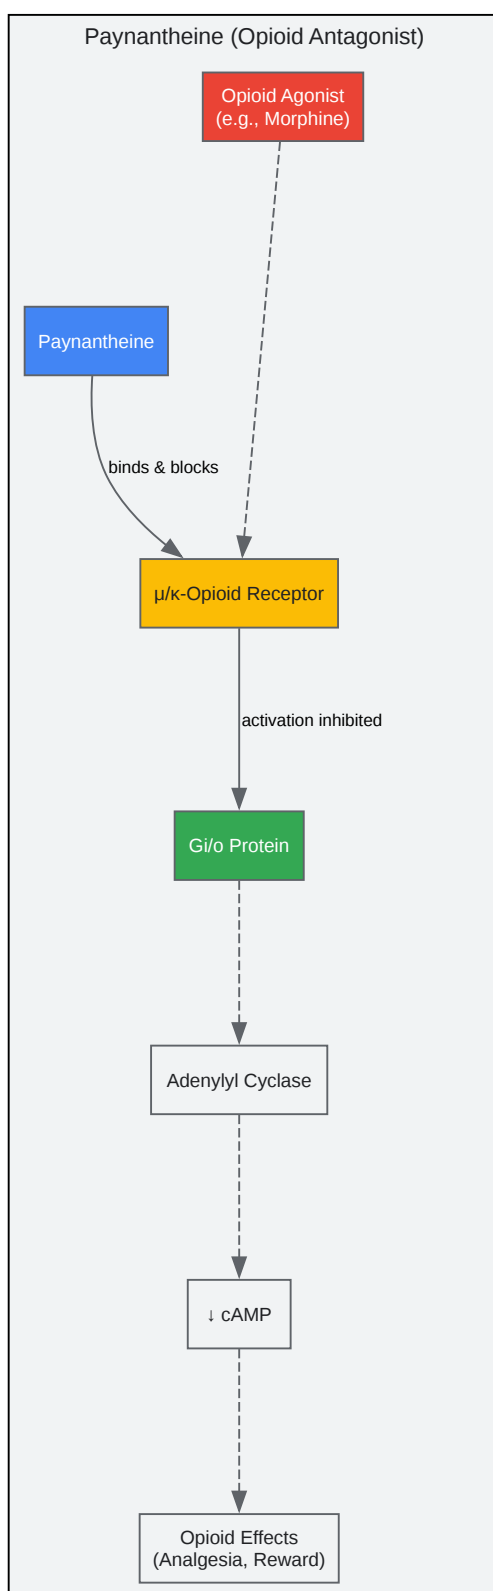 Paynantheine (Opioid Antagonist)
Opioid Agonist
(e.g., Morphine)
Paynantheine
binds & blocks
μ/κ-Opioid Receptor
activation inhibited
Gi/o Protein
Adenylyl Cyclase
↓ cAMP
Opioid Effects
(Analgesia, Reward)